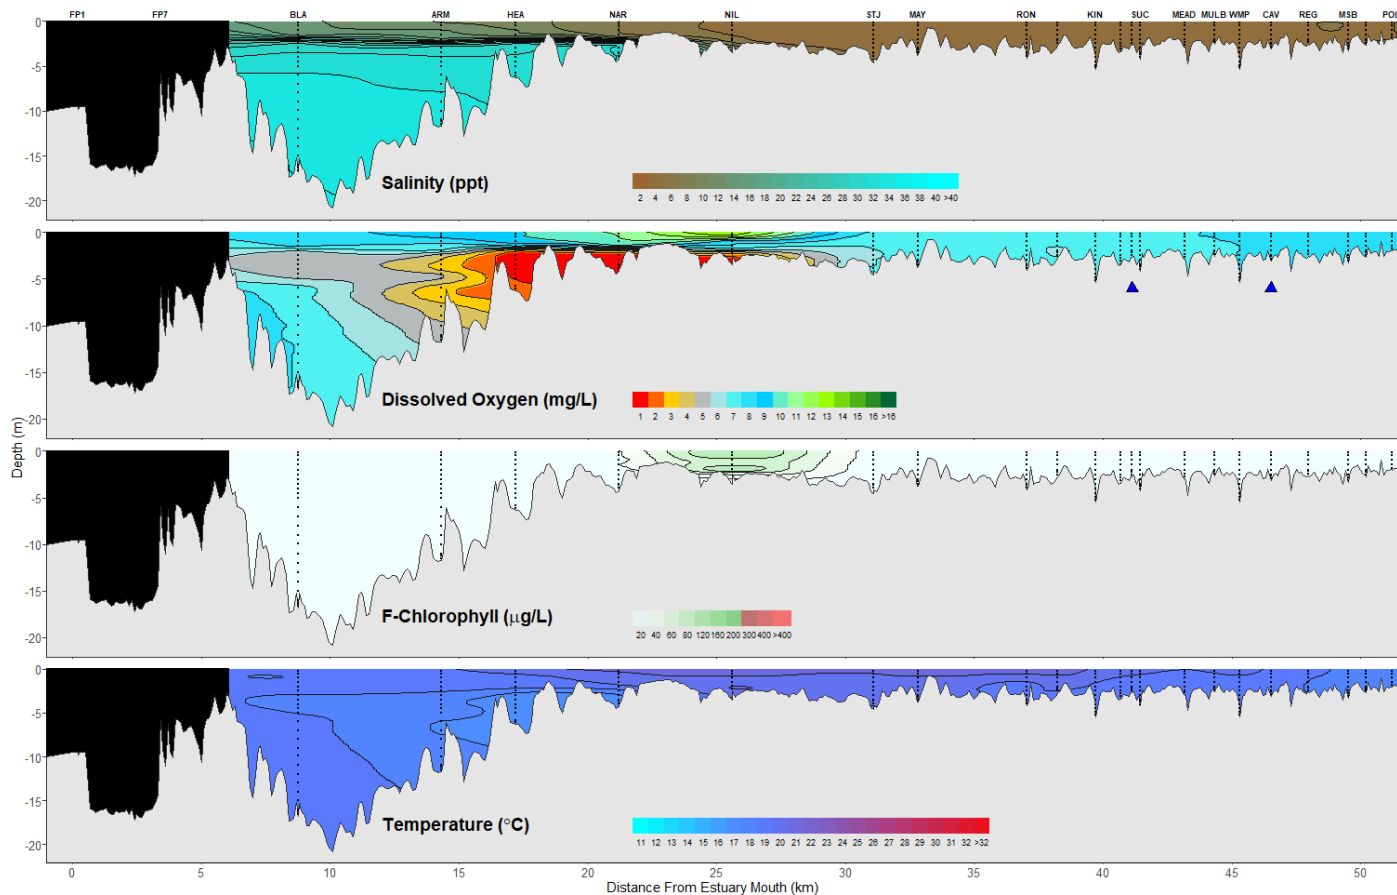 FP1 FP7 BLA ARM HEA NAR NIL STJ MAY RON KIN SUC MEAD MULB WMP CAV REG MSB POL
0
-5
-10
-15
-20
Salinity (ppt)
2 4 6 8 10 12 14 16 18 20 22 24 26 28 30 32 34 36 38 40 >40
0
-5
-10
-15
-20
Dissolved Oxygen (mg/L)
1 2 3 4 5 6 7 8 9 10 11 12 13 14 15 16 >16
Depth (m)
0
-5
-10
-15
-20
F-Chlorophyll (μg/L)
20 40 60 80 120 160 200 300 400 >400
0
-5
-10
-15
-20
Temperature (°C)
11 12 13 14 15 16 17 18 19 20 22 23 24 25 26 27 28 29 30 31 32 >32
0 5 10 15 20 25 30 35 40 45 50
Distance From Estuary Mouth (km)